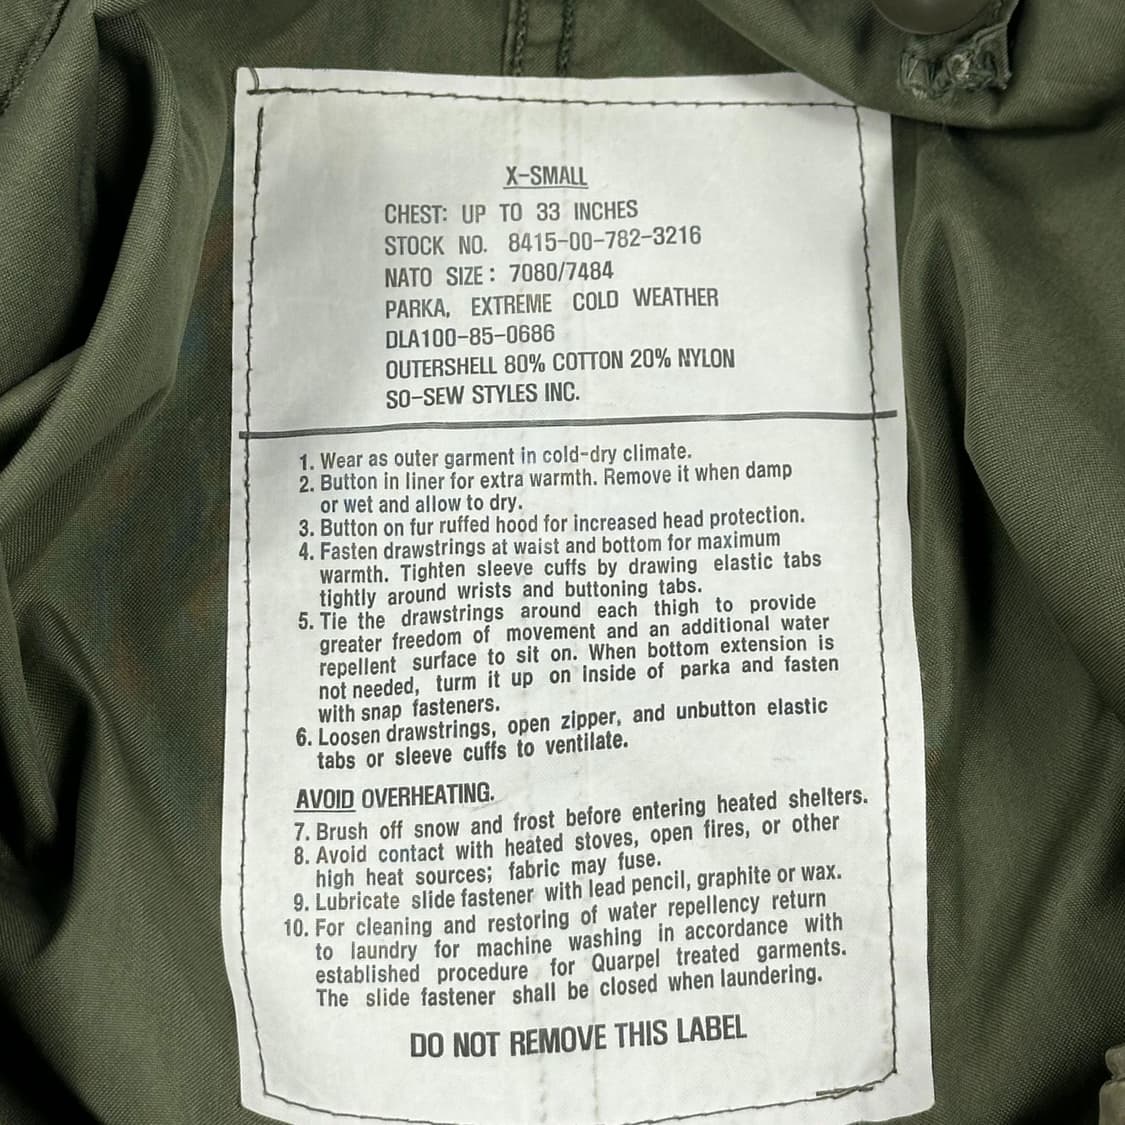 X-SMALL
CHEST: UP TO 33 INCHES
STOCK NO. 8415-00-782-3216
NATO SIZE: 7080/7484
PARKA, EXTREME COLD WEATHER
DLA100-85-0686
OUTERSHELL 80% COTTON 20% NYLON
SO-SEW STYLES INC.
1. Wear as outer garment in cold-dry climate.
2. Button in liner for extra warmth. Remove it when damp
or wet and allow to dry.
3. Button on fur ruffed hood for increased head protection.
4. Fasten drawstrings at waist and bottom for maximum
warmth. Tighten sleeve cuffs by drawing elastic tabs
tightly around wrists and buttoning tabs.
5. Tie the drawstrings around each thigh to provide
greater freedom of movement and an additional water
repellent surface to sit on. When bottom extension is
not needed, turm it up on inside of parka and fasten
with snap fasteners.
6. Loosen drawstrings, open zipper, and unbutton elastic
tabs or sleeve cuffs to ventilate.
AVOID OVERHEATING.
7. Brush off snow and frost before entering heated shelters.
8. Avoid contact with heated stoves, open fires, or other
high heat sources; fabric may fuse.
9. Lubricate slide fastener with lead pencil, graphite or wax.
10. For cleaning and restoring of water repellency return
to laundry for machine washing in accordance with
established procedure for Quarpel treated garments.
The slide fastener shall be closed when laundering.
DO NOT REMOVE THIS LABEL